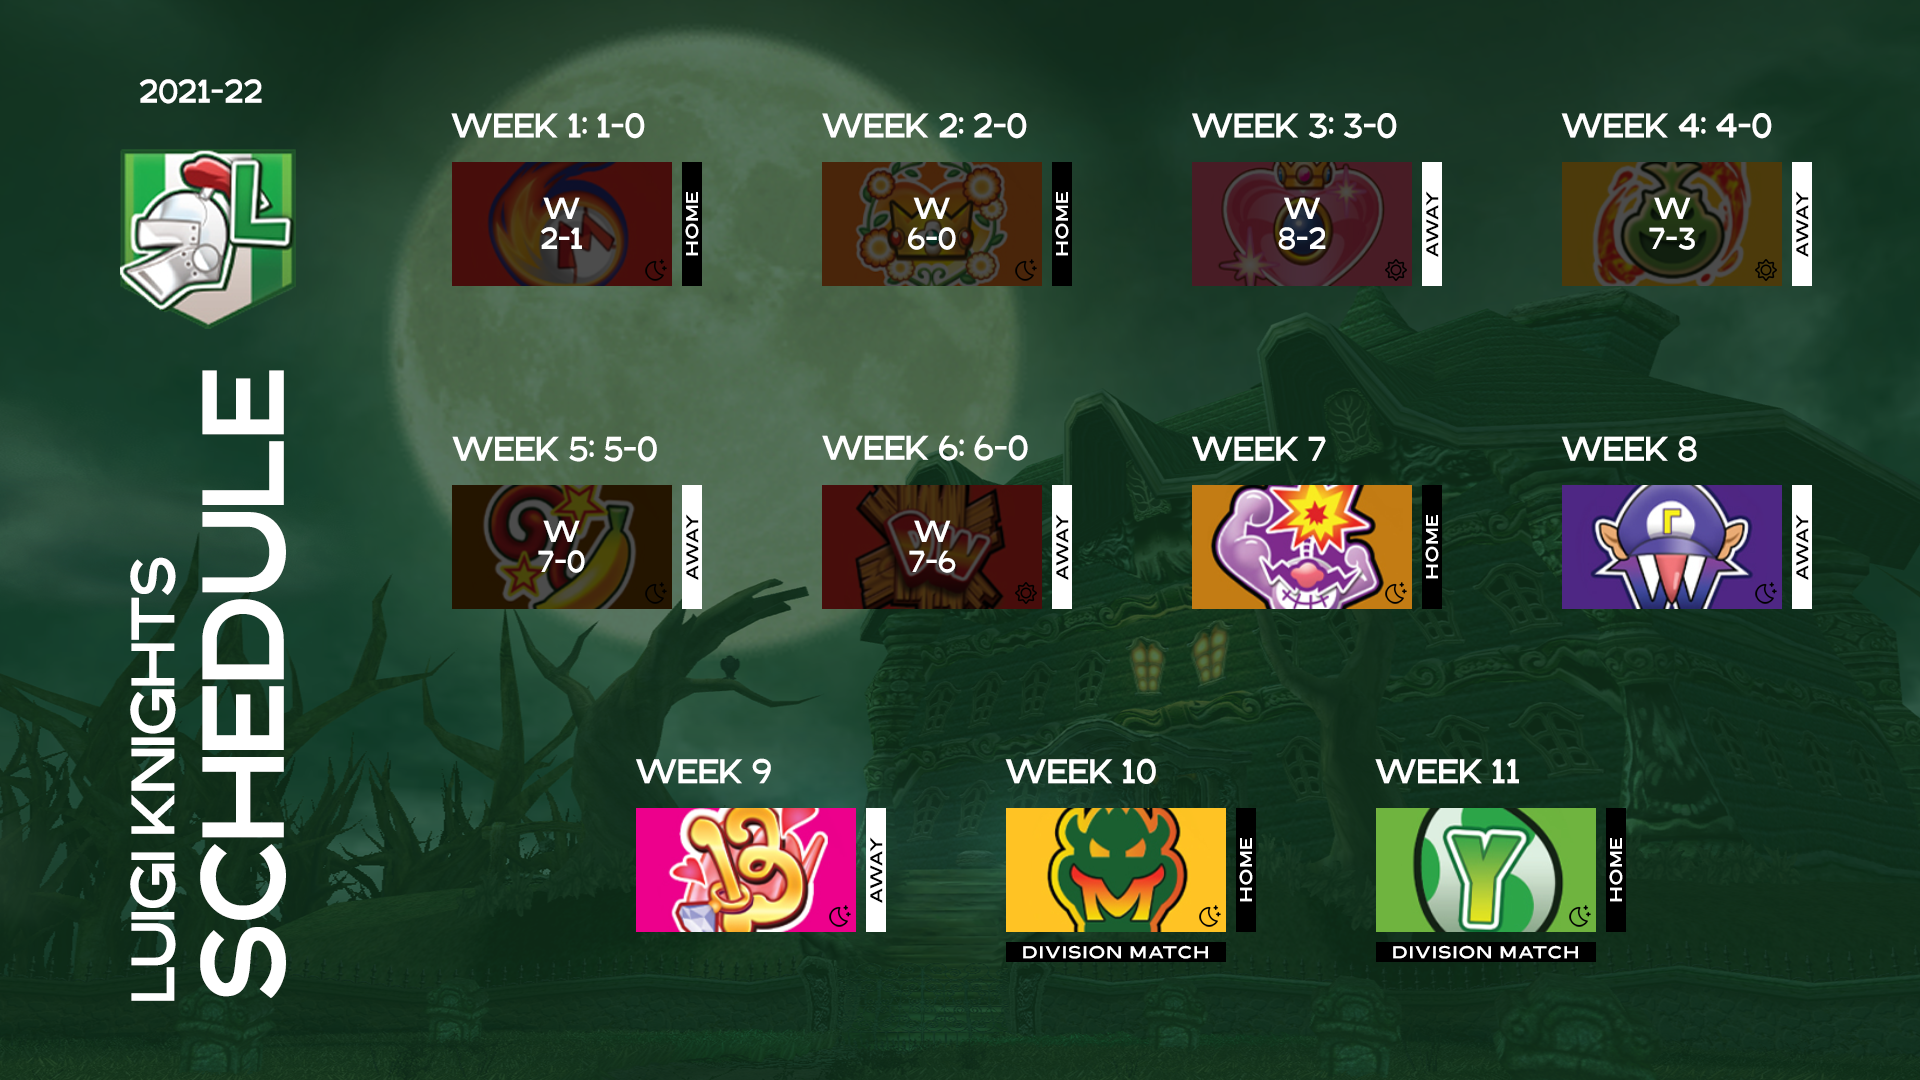 2021-22
L
LUIGI KNIGHTS
SCHEDULE
WEEK 1: 1-0
W
2-1
HOME
WEEK 2: 2-0
W
6-0
HOME
WEEK 3: 3-0
W
8-2
AWAY
WEEK 4: 4-0
W
7-3
AWAY
WEEK 5: 5-0
W
7-0
AWAY
WEEK 6: 6-0
W
7-6
AWAY
WEEK 7
HOME
WEEK 8
Γ
W
AWAY
WEEK 9
B
AWAY
WEEK 10
M
HOME
DIVISION MATCH
WEEK 11
Y
HOME
DIVISION MATCH